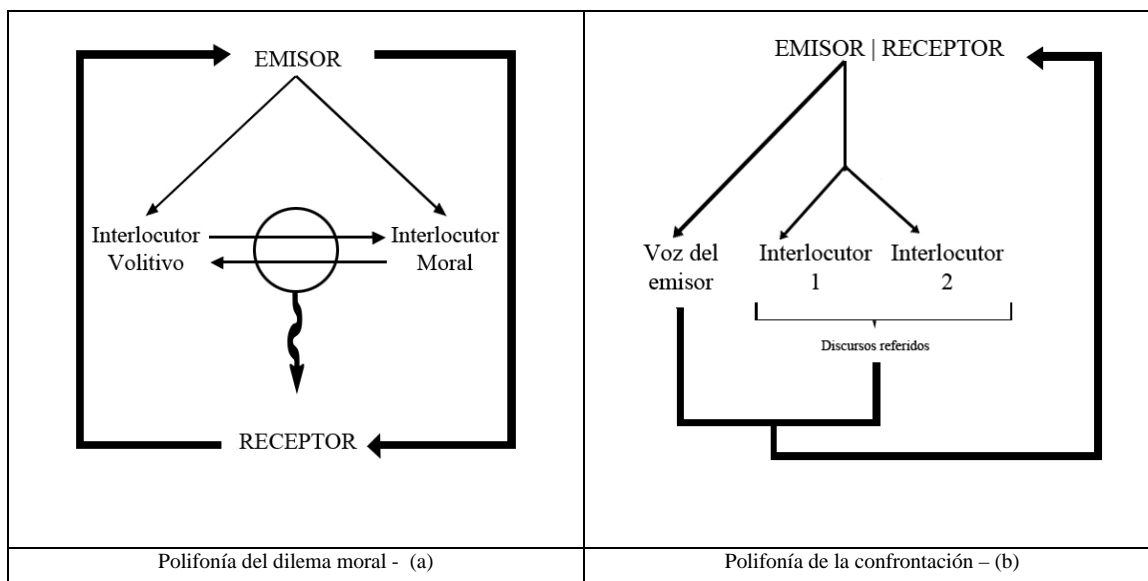 EMISOR
Interlocutor
Volitivo
Interlocutor
Moral
RECEPTOR
Polifonía del dilema moral - (a)
EMISOR | RECEPTOR
Voz del
emisor
Interlocutor
1
Interlocutor
2
Discursos referidos
Polifonía de la confrontación – (b)